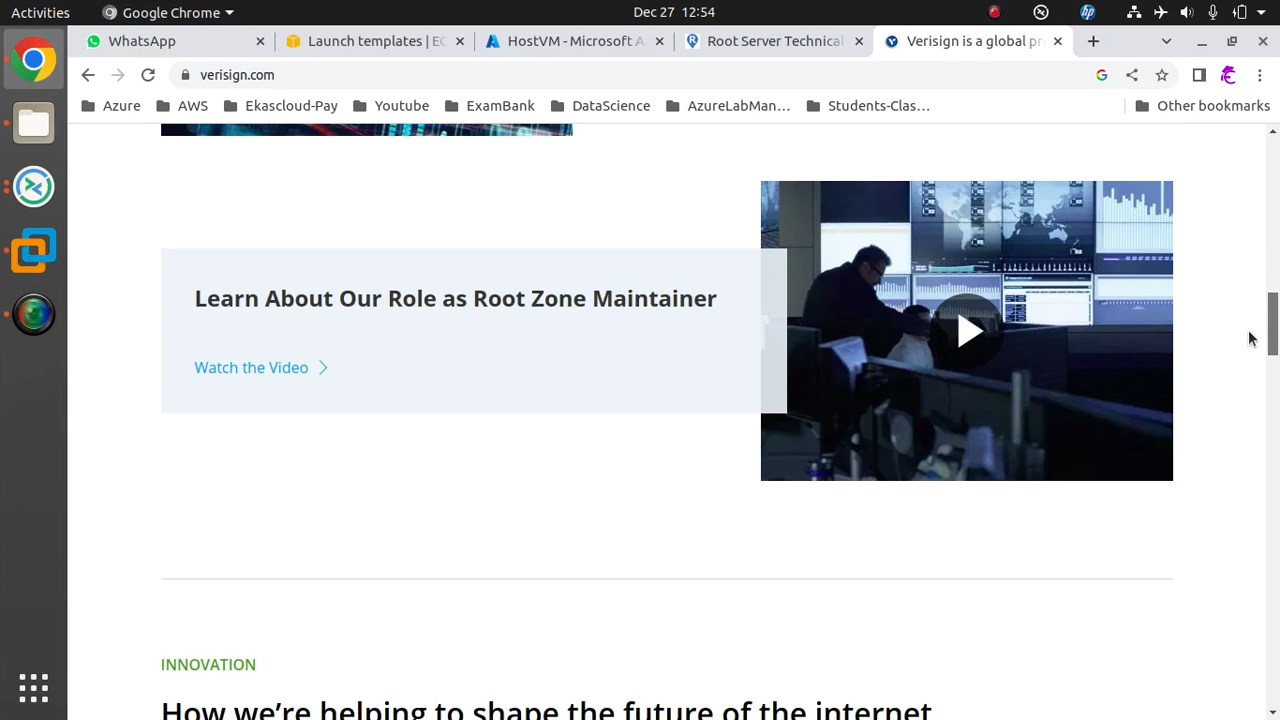 Activities
Google Chrome
Dec 27 12:54
WhatsApp
Launch templates | EC
HostVM - Microsoft A
Root Server Technical
Verisign is a global pr
verisign.com
Azure
AWS
Ekascloud-Pay
Youtube
ExamBank
DataScience
AzureLabMan...
Students-Clas...
Other bookmarks
Learn About Our Role as Root Zone Maintainer
Watch the Video
INNOVATION
How we're helping to shape the future of the internet